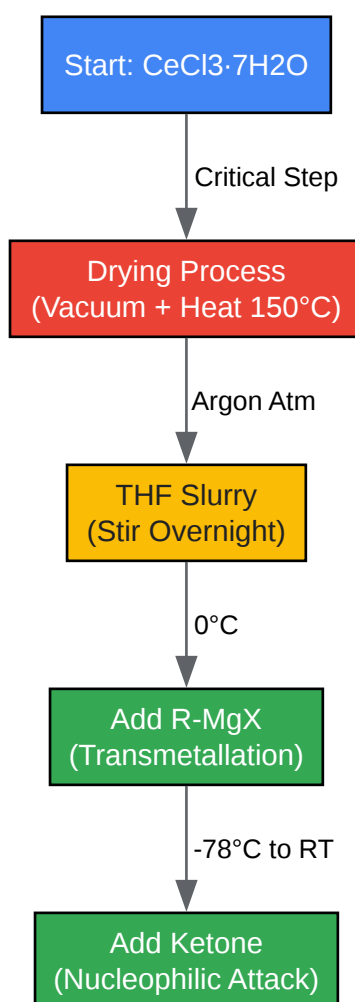 Start: CeCl3·7H2O
Critical Step
Drying Process
(Vacuum + Heat 150°C)
Argon Atm
THF Slurry
(Stir Overnight)
0°C
Add R-MgX
(Transmetallation)
-78°C to RT
Add Ketone
(Nucleophilic Attack)